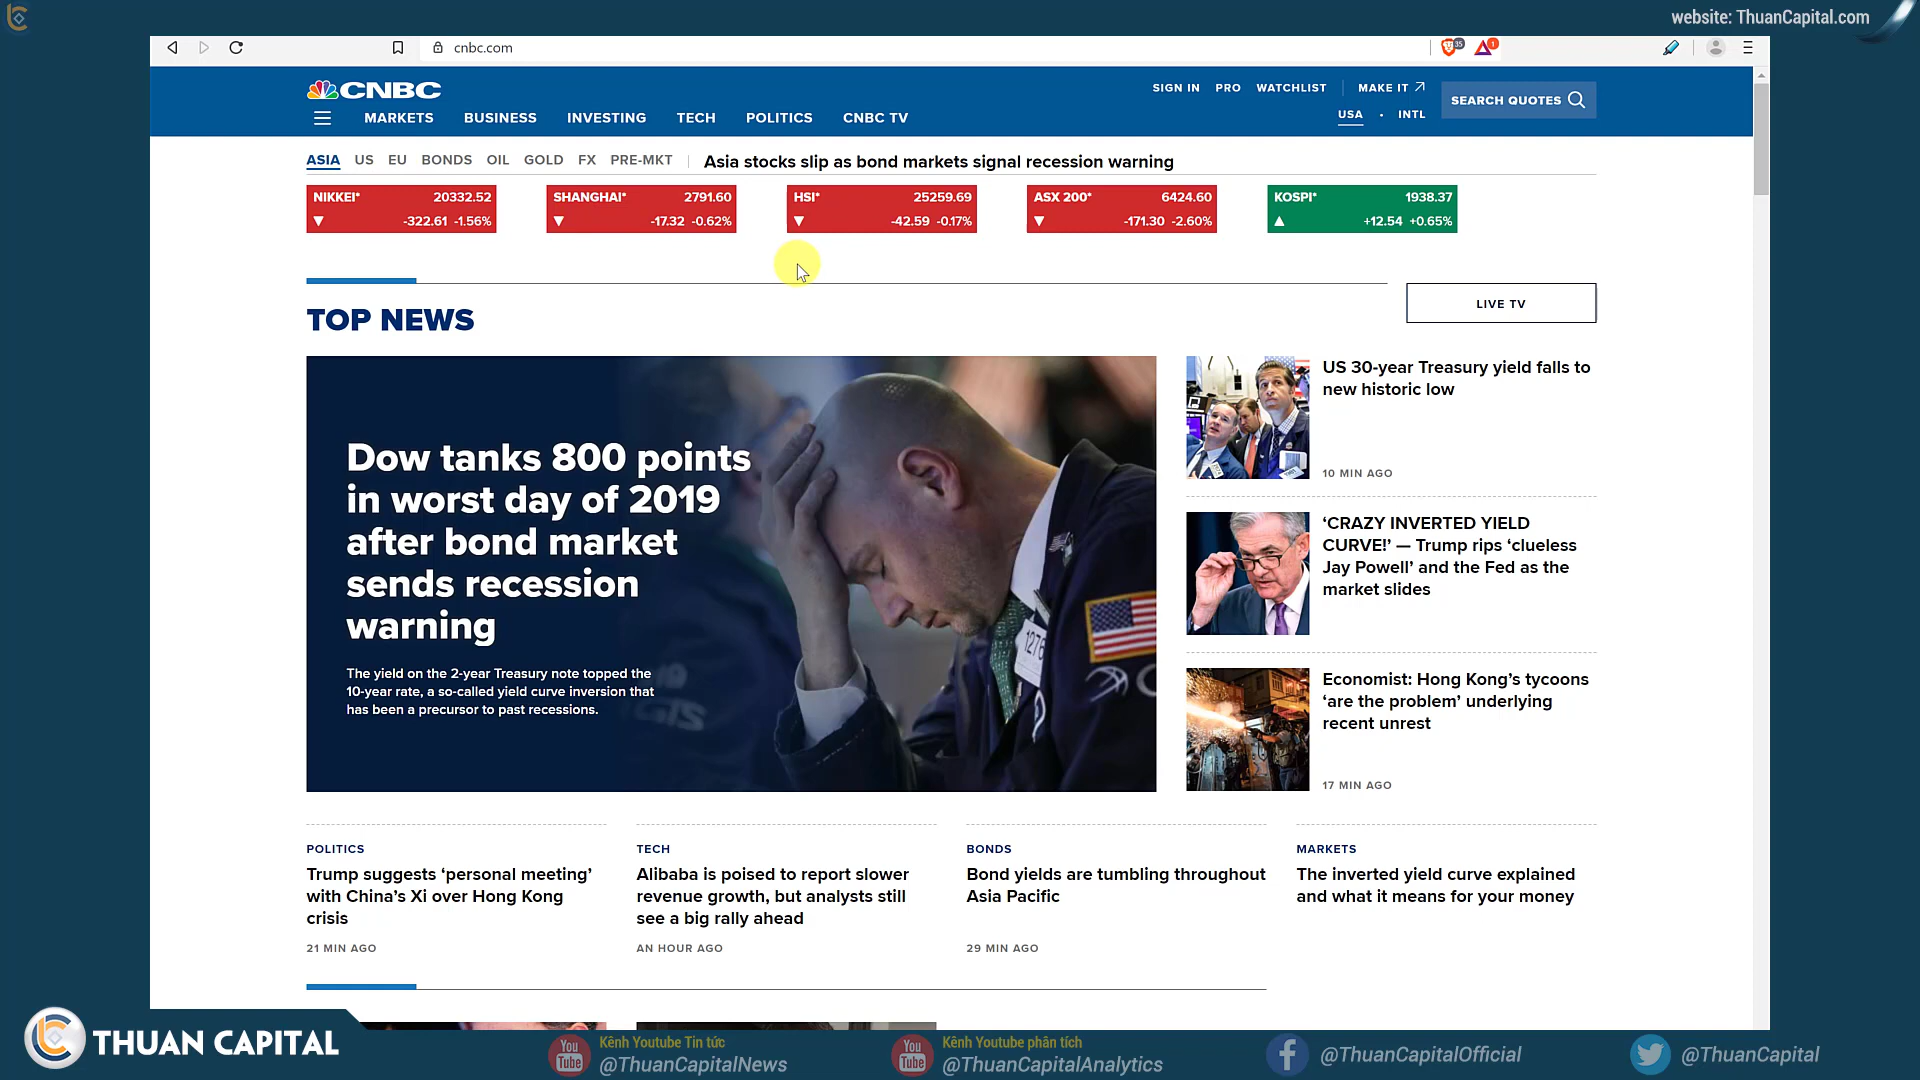 website: ThuanCapital.com
cnbc.com
35
1
CNBC
SIGN IN PRO WATCHLIST MAKE IT
SEARCH QUOTES
USA · INTL
MARKETS BUSINESS INVESTING TECH POLITICS CNBC TV
ASIA US EU BONDS OIL GOLD FX PRE-MKT
Asia stocks slip as bond markets signal recession warning
NIKKEI* 20332.52
▼ -322.61 -1.56%
SHANGHAI* 2791.60
▼ -17.32 -0.62%
HSI* 25259.69
▼ -42.59 -0.17%
ASX 200* 6424.60
▼ -171.30 -2.60%
KOSPI* 1938.37
▲ +12.54 +0.65%
TOP NEWS
LIVE TV
Dow tanks 800 points
in worst day of 2019
after bond market
sends recession
warning
The yield on the 2-year Treasury note topped the
10-year rate, a so-called yield curve inversion that
has been a precursor to past recessions.
1276
US 30-year Treasury yield falls to
new historic low
10 MIN AGO
‘CRAZY INVERTED YIELD
CURVE!’ — Trump rips ‘clueless
Jay Powell’ and the Fed as the
market slides
Economist: Hong Kong’s tycoons
‘are the problem’ underlying
recent unrest
17 MIN AGO
POLITICS
Trump suggests ‘personal meeting’
with China’s Xi over Hong Kong
crisis
21 MIN AGO
TECH
Alibaba is poised to report slower
revenue growth, but analysts still
see a big rally ahead
AN HOUR AGO
BONDS
Bond yields are tumbling throughout
Asia Pacific
29 MIN AGO
MARKETS
The inverted yield curve explained
and what it means for your money
THUAN CAPITAL
You Tube
Kênh Youtube Tin tức
@ThuanCapitalNews
You Tube
Kênh Youtube phân tích
@ThuanCapitalAnalytics
@ThuanCapitalOfficial
@ThuanCapital